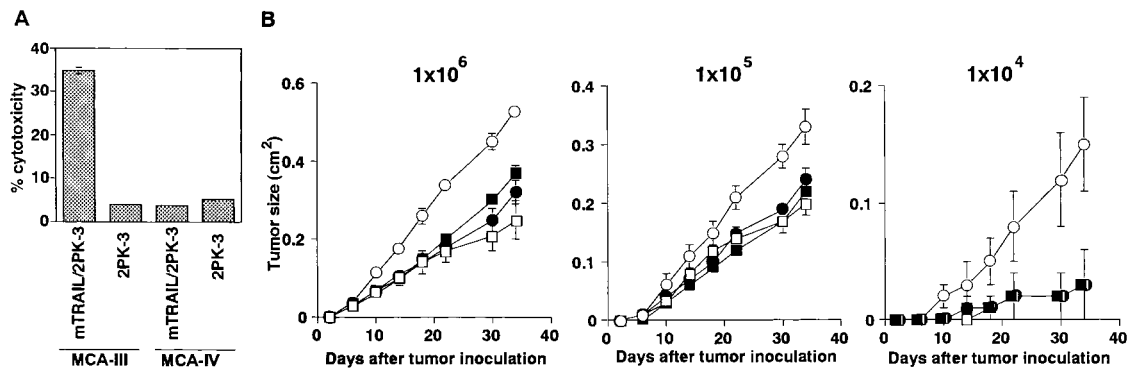 A
B
% cytotoxicity
40
30
20
10
0
mTRAIL/2PK-3
2PK-3
mTRAIL/2PK-3
2PK-3
MCA-III
MCA-IV
1x10⁶
Tumor size (cm²)
0.6
0.4
0.2
0
0
10
20
30
40
Days after tumor inoculation
1x10⁵
0.4
0.3
0.2
0.1
0
0
10
20
30
40
Days after tumor inoculation
1x10⁴
0.2
0.1
0
0
10
20
30
40
Days after tumor inoculation